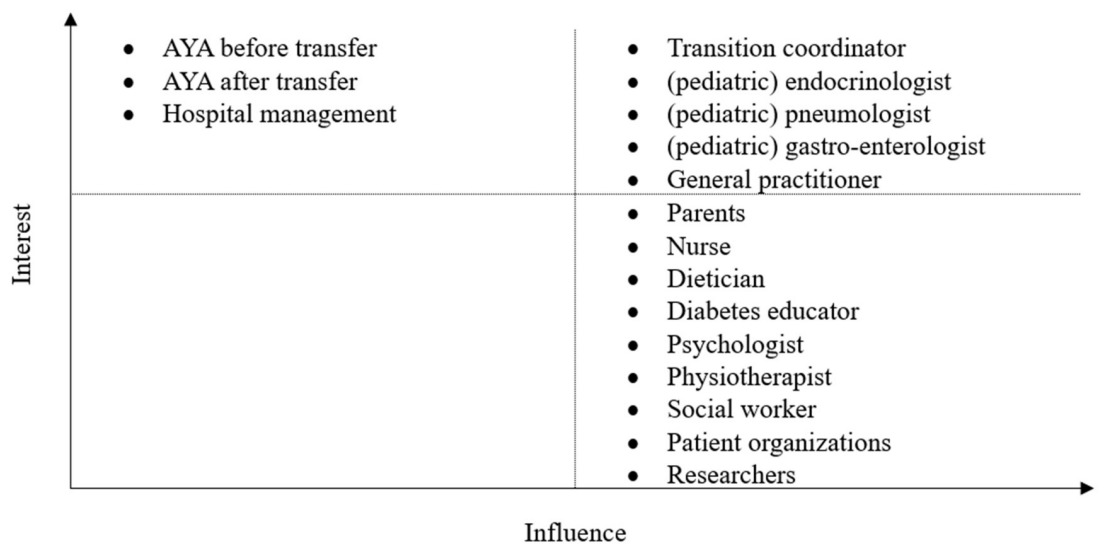 • AYA before transfer
• AYA after transfer
• Hospital management
• Transition coordinator
• (pediatric) endocrinologist
• (pediatric) pneumologist
• (pediatric) gastro-enterologist
• General practitioner
• Parents
• Nurse
• Dietician
• Diabetes educator
• Psychologist
• Physiotherapist
• Social worker
• Patient organizations
• Researchers
Interest
Influence